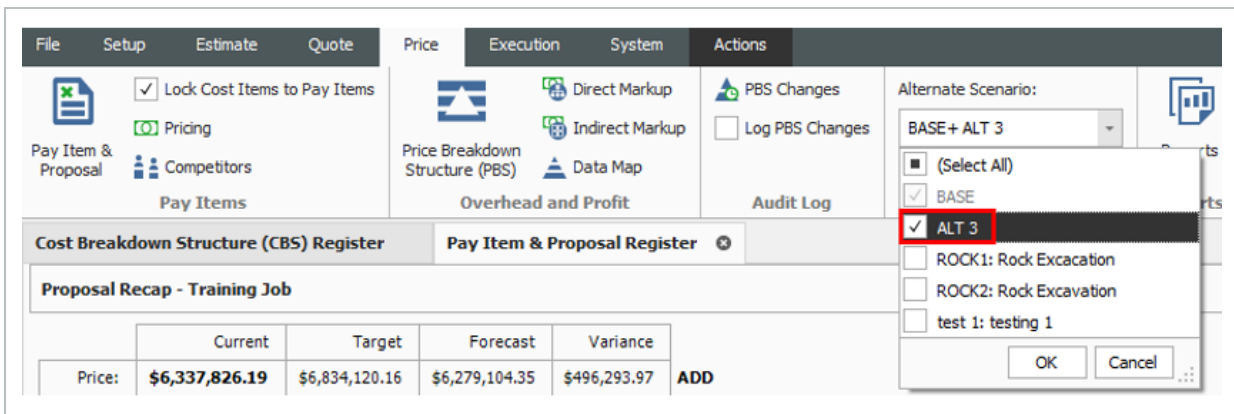 File Setup Estimate Quote Price Execution System Actions
Lock Cost Items to Pay Items
Pricing
Competitors
Pay Item &
Proposal
Pay Items
Price Breakdown
Structure (PBS)
Direct Markup
Indirect Markup
Data Map
Overhead and Profit
PBS Changes
Log PBS Changes
Audit Log
Alternate Scenario:
BASE+ ALT 3
(Select All)
BASE
ALT 3
ROCK1: Rock Excacation
ROCK2: Rock Excavation
test 1: testing 1
OK Cancel
Cost Breakdown Structure (CBS) Register Pay Item & Proposal Register
Proposal Recap - Training Job
Current Target Forecast Variance
Price: $6,337,826.19 $6,834,120.16 $6,279,104.35 $496,293.97 ADD